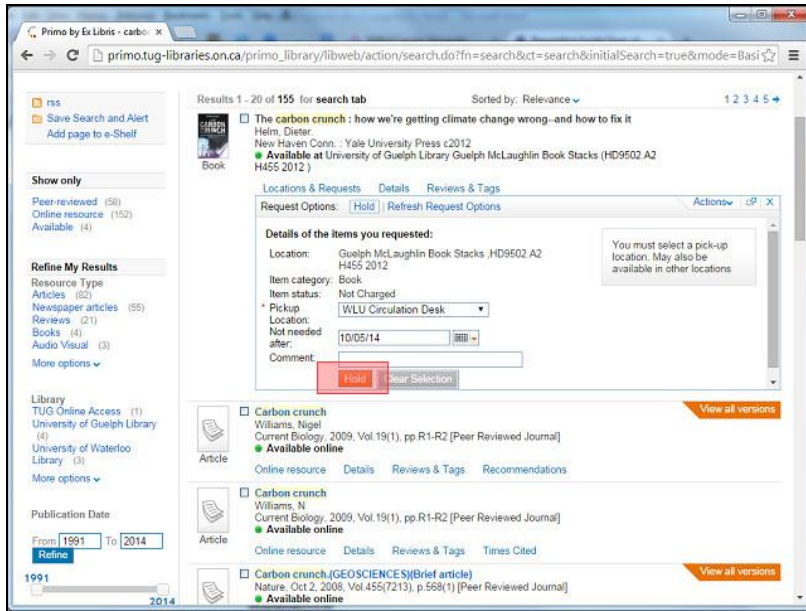 Primo by Ex Libris - carbo
primo.tug-libraries.on.ca/primo_library/libweb/action/search.do?fn=search&ct=search&initialSearch=true&mode=Basi
rss
Save Search and Alert
Add page to e-Shelf
Show only
Peer-reviewed (58)
Online resource (152)
Available (4)
Refine My Results
Resource Type
Articles (82)
Newspaper articles (55)
Reviews (21)
Books (4)
Audio Visual (3)
More options
Library
TUG Online Access (1)
University of Guelph Library
(4)
University of Waterloo
Library (3)
More options
Publication Date
From 1991 To 2014
Refine
1991
2014
Results 1 - 20 of 155 for search tab Sorted by: Relevance 1 2 3 4 5
The carbon crunch : how we're getting climate change wrong--and how to fix it
Helm, Dieter.
New Haven Conn. : Yale University Press c2012
Available at University of Guelph Library Guelph McLaughlin Book Stacks (HD9502.A2
H455 2012 )
CARBON
CRUNCH
Book
Locations & Requests Details Reviews & Tags
Request Options: Hold | Refresh Request Options Actions X
Details of the items you requested:
Location: Guelph McLaughlin Book Stacks ,HD9502.A2
H455 2012
Item category: Book
Item status: Not Charged
* Pickup
Location: WLU Circulation Desk
Not needed
after: 10/05/14
Comment:
Hold Clear Selection
You must select a pick-up
location. May also be
available in other locations
Carbon crunch View all versions
Williams, Nigel
Current Biology, 2009, Vol.19(1), pp.R1-R2 [Peer Reviewed Journal]
Available online
Article
Online resource Details Reviews & Tags Recommendations
Carbon crunch
Williams, N
Current Biology, 2009, Vol.19(1), pp.R1-R2 [Peer Reviewed Journal]
Available online
Article
Online resource Details Reviews & Tags Times Cited
Carbon crunch.(GEOSCIENCES)(Brief article) View all versions
Nature, Oct 2, 2008, Vol.455(7213), p.568(1) [Peer Reviewed Journal]
Available online